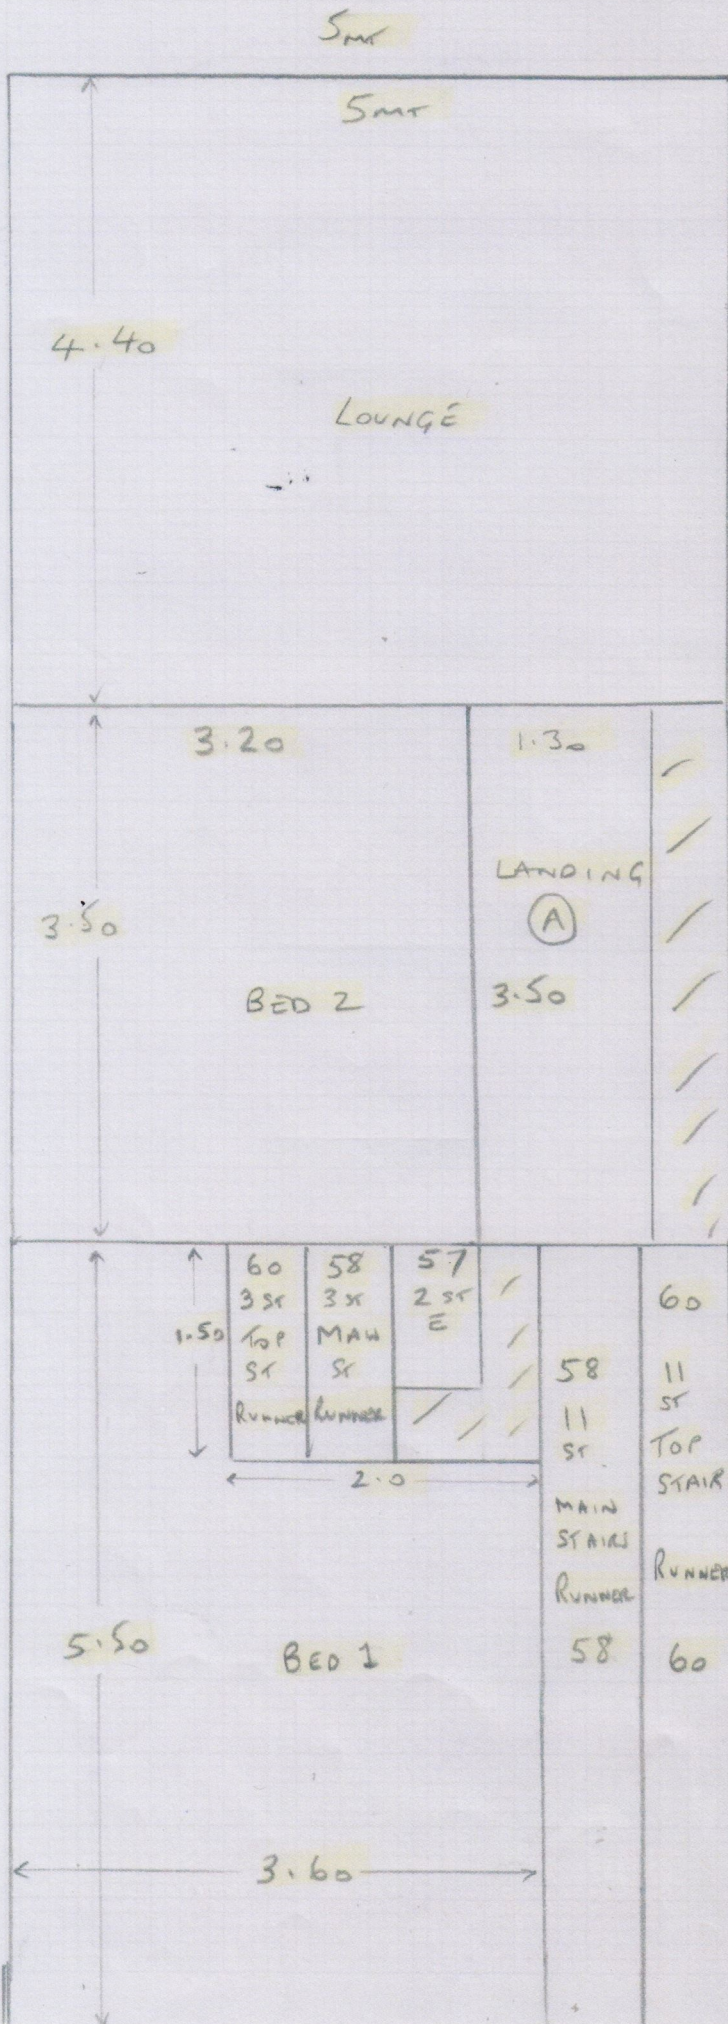 5mt
5mt
4.40
LOUNGE
3.20
1.30
LANDING
A
3.50
3.50
BED 2
60
3 ST
TOP
ST
RUNNER
58
3 ST
MAIN
ST
RUNNER
57
2 ST
E
1.50
2.0
58
11
ST
MAIN
STAIRS
RUNNER
58
60
11
ST
TOP
STAIR
RUNNER
60
5.50
BED 1
3.60